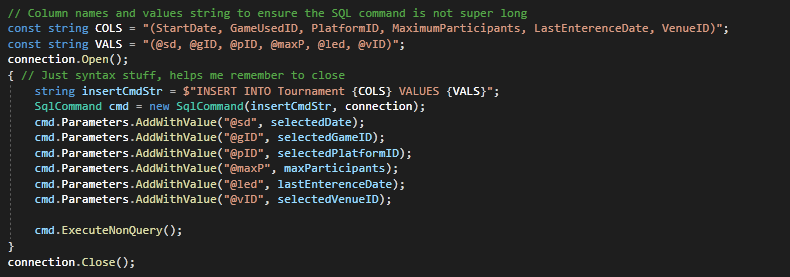 // Column names and values string to ensure the SQL command is not super long
const string COLS = "(StartDate, GameUsedID, PlatformID, MaximumParticipants, LastEnterenceDate, VenueID)";
const string VALS = "(@sd, @gID, @pID, @maxP, @led, @vID)";
connection.Open();
{ // Just syntax stuff, helps me remember to close
    string insertCmdStr = $"INSERT INTO Tournament {COLS} VALUES {VALS}";
    SqlCommand cmd = new SqlCommand(insertCmdStr, connection);
    cmd.Parameters.AddWithValue("@sd", selectedDate);
    cmd.Parameters.AddWithValue("@gID", selectedGameID);
    cmd.Parameters.AddWithValue("@pID", selectedPlatformID);
    cmd.Parameters.AddWithValue("@maxP", maxParticipants);
    cmd.Parameters.AddWithValue("@led", lastEnterenceDate);
    cmd.Parameters.AddWithValue("@vID", selectedVenueID);

    cmd.ExecuteNonQuery();
}
connection.Close();